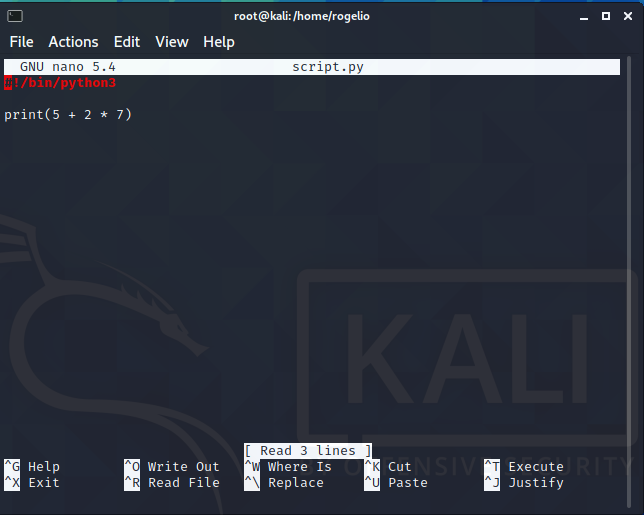 root@kali:/home/rogelio
File Actions Edit View Help
GNU nano 5.4 script.py
#!/bin/python3
print(5 + 2 * 7)
KALI
[ Read 3 lines ]
BY OFFENSIVE SECURITY
^G Help ^O Write Out ^W Where Is ^K Cut ^T Execute
^X Exit ^R Read File ^\ Replace ^U Paste ^J Justify